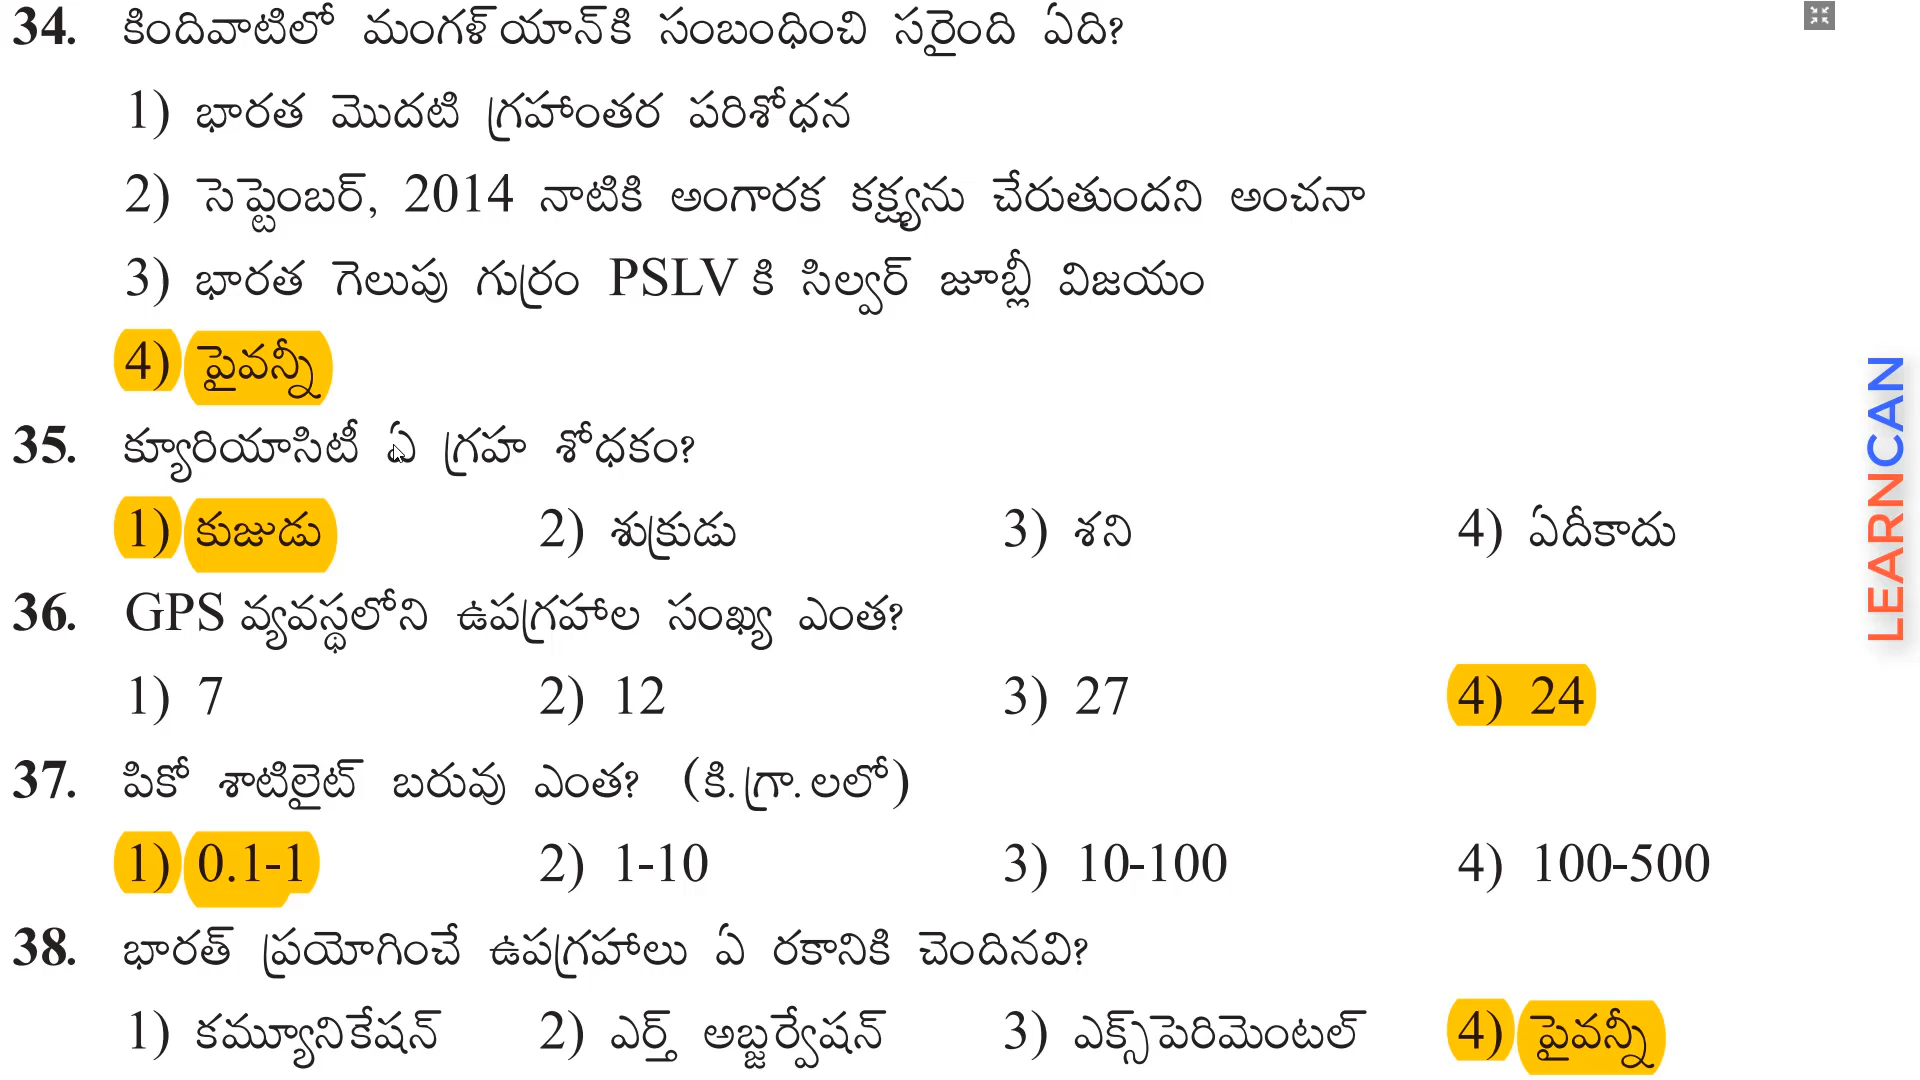 34. కిందివాటిలో మంగళ్‌యాన్‌కి సంబంధించి సరైంది ఏది?
1) భారత మొదటి గ్రహాంతర పరిశోధన
2) సెప్టెంబర్, 2014 నాటికి అంగారక కక్ష్యను చేరుతుందని అంచనా
3) భారత గెలుపు గుర్రం PSLV కి సిల్వర్ జూబ్లీ విజయం
4) పైవన్నీ
35. క్యూరియాసిటీ ఏ గ్రహ శోధకం?
1) కుజుడు 2) శుక్రుడు 3) శని 4) ఏదీకాదు
36. GPS వ్యవస్థలోని ఉపగ్రహాల సంఖ్య ఎంత?
1) 7 2) 12 3) 27 4) 24
37. పికో శాటిలైట్ బరువు ఎంత? (కి.గ్రా.లలో)
1) 0.1-1 2) 1-10 3) 10-100 4) 100-500
38. భారత్ ప్రయోగించే ఉపగ్రహాలు ఏ రకానికి చెందినవి?
1) కమ్యూనికేషన్ 2) ఎర్త్ అబ్జర్వేషన్ 3) ఎక్స్‌పెరిమెంటల్ 4) పైవన్నీ
LEARNCAN